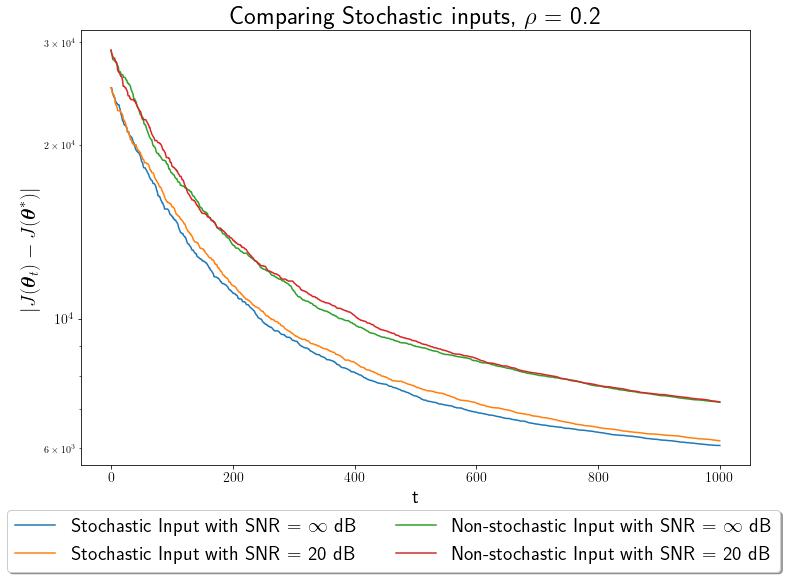 Comparing Stochastic inputs, ρ = 0.2
3 × 10⁴
2 × 10⁴
10⁴
6 × 10³
|J(θₜ) − J(θ*)|
0 200 400 600 800 1000
t
Stochastic Input with SNR = ∞ dB
Stochastic Input with SNR = 20 dB
Non-stochastic Input with SNR = ∞ dB
Non-stochastic Input with SNR = 20 dB